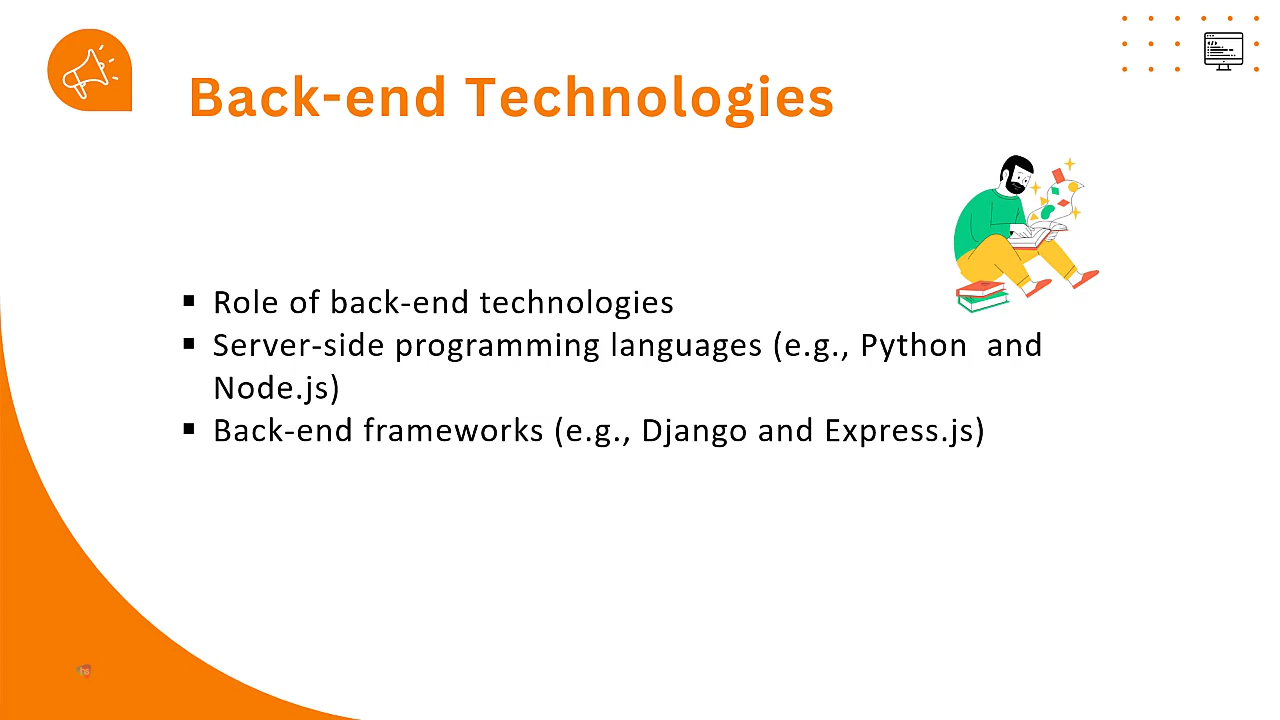 Back-end Technologies
▪ Role of back-end technologies
▪ Server-side programming languages (e.g., Python  and
Node.js)
▪ Back-end frameworks (e.g., Django and Express.js)